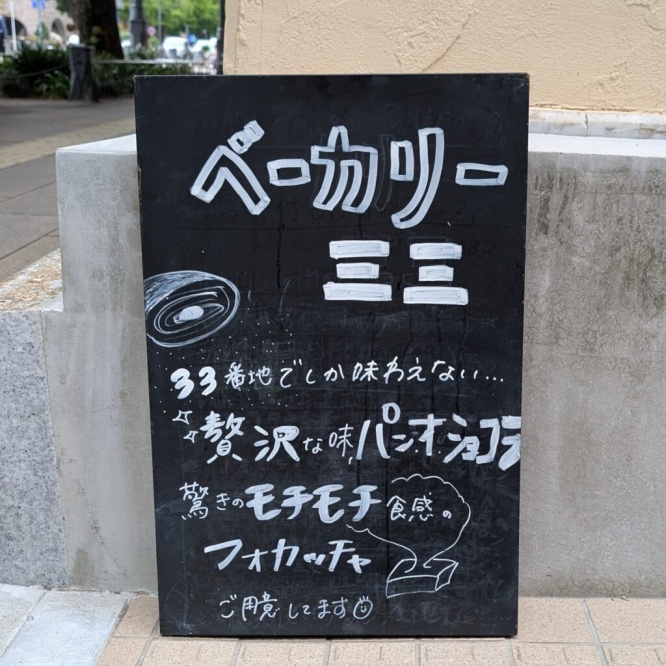 ベーカリー
三三
33番地でしか味わえない...
贅沢な味,パン・オ・ショコラ
驚きのモチモチ食感の
フォカッチャ
ご用意してます☺